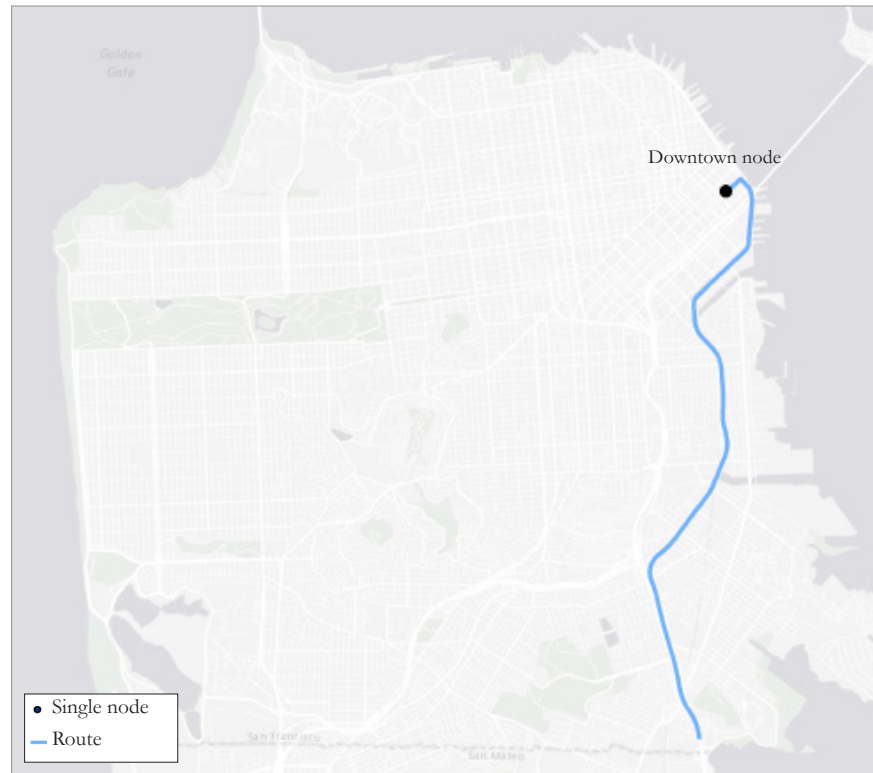 Golden
Gate
Downtown node
Single node
Route
San Francisco
San Mateo